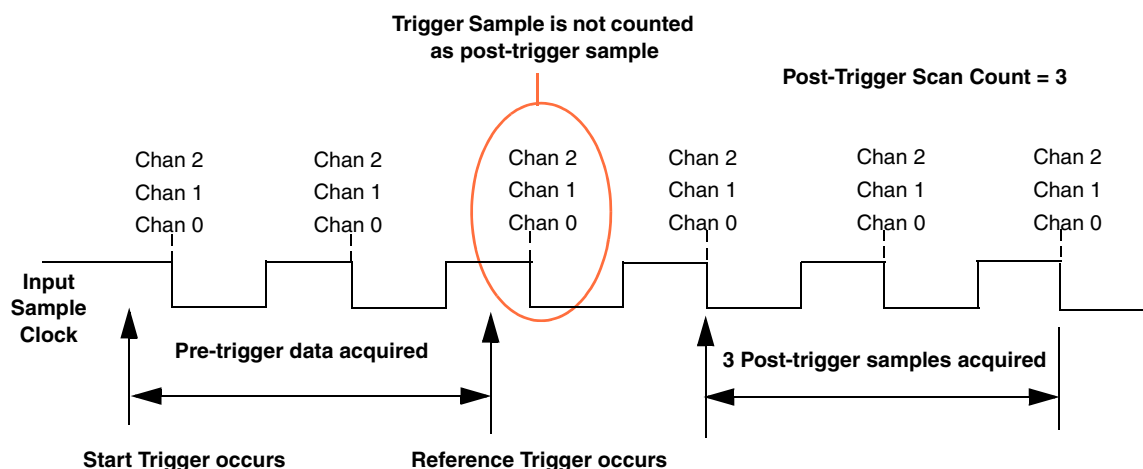 Trigger Sample is not counted
as post-trigger sample
Post-Trigger Scan Count = 3
Chan 2 Chan 2 Chan 2 Chan 2 Chan 2 Chan 2
Chan 1 Chan 1 Chan 1 Chan 1 Chan 1 Chan 1
Chan 0 Chan 0 Chan 0 Chan 0 Chan 0 Chan 0
Input
Sample
Clock
Pre-trigger data acquired
3 Post-trigger samples acquired
Start Trigger occurs
Reference Trigger occurs